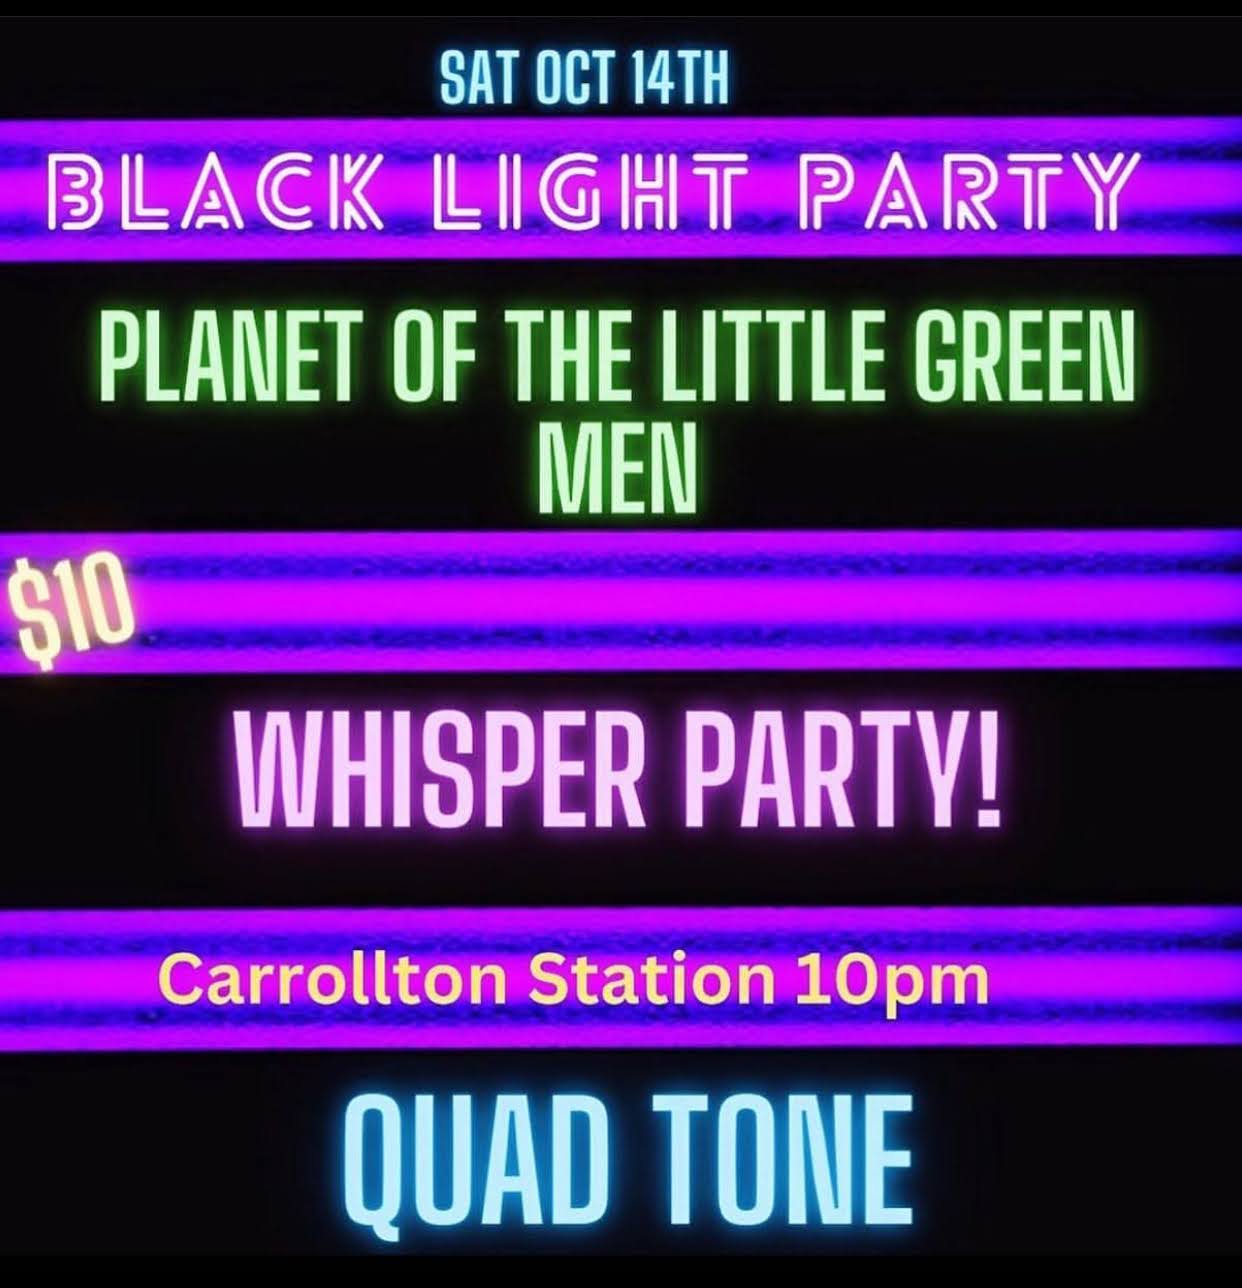 SAT OCT 14TH
BLACK LIGHT PARTY
PLANET OF THE LITTLE GREEN
MEN
$10
WHISPER PARTY!
Carrollton Station 10pm
QUAD TONE